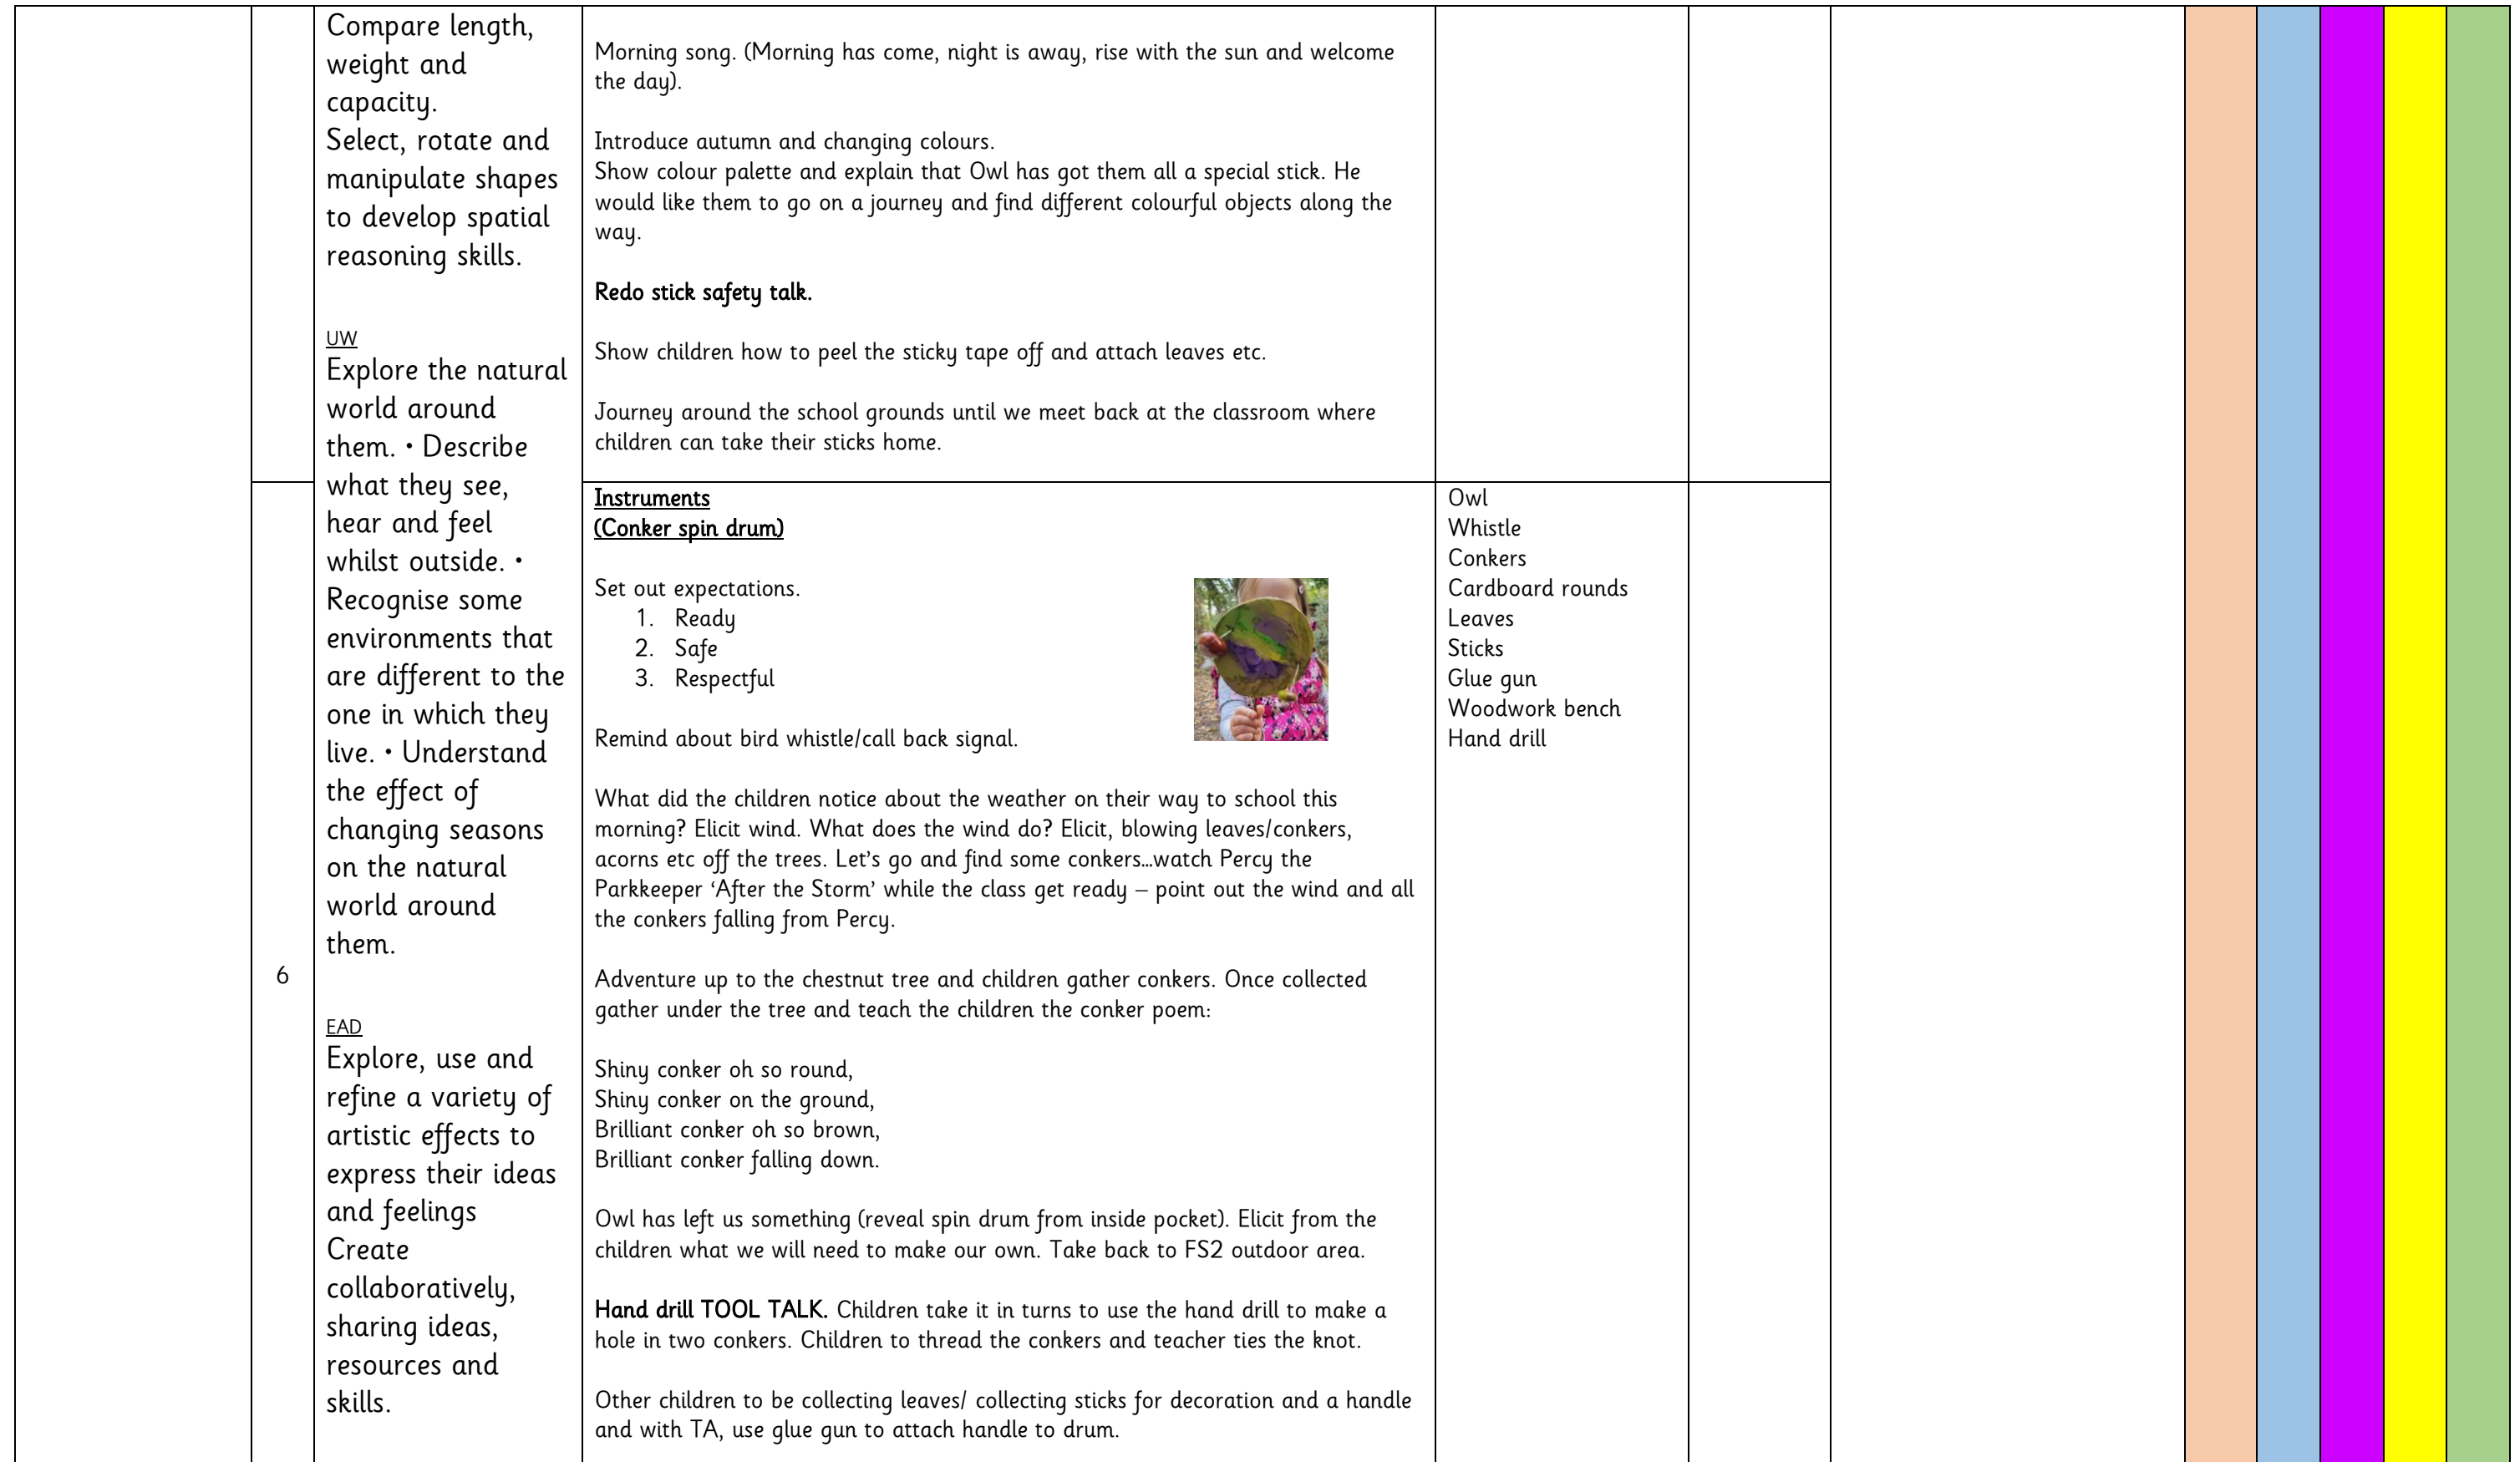 Compare length,
weight and
capacity.
Select, rotate and
manipulate shapes
to develop spatial
reasoning skills.
UW
Explore the natural
world around
them. • Describe
what they see,
hear and feel
whilst outside. •
Recognise some
environments that
are different to the
one in which they
live. • Understand
the effect of
changing seasons
on the natural
world around
them.
EAD
Explore, use and
refine a variety of
artistic effects to
express their ideas
and feelings
Create
collaboratively,
sharing ideas,
resources and
skills.
Morning song. (Morning has come, night is away, rise with the sun and welcome
the day).
Introduce autumn and changing colours.
Show colour palette and explain that Owl has got them all a special stick. He
would like them to go on a journey and find different colourful objects along the
way.
Redo stick safety talk.
Show children how to peel the sticky tape off and attach leaves etc.
Journey around the school grounds until we meet back at the classroom where
children can take their sticks home.
6
Instruments
(Conker spin drum)
Set out expectations.
1. Ready
2. Safe
3. Respectful
Remind about bird whistle/call back signal.
What did the children notice about the weather on their way to school this
morning? Elicit wind. What does the wind do? Elicit, blowing leaves/conkers,
acorns etc off the trees. Let's go and find some conkers...watch Percy the
Parkkeeper ‘After the Storm’ while the class get ready – point out the wind and all
the conkers falling from Percy.
Adventure up to the chestnut tree and children gather conkers. Once collected
gather under the tree and teach the children the conker poem:
Shiny conker oh so round,
Shiny conker on the ground,
Brilliant conker oh so brown,
Brilliant conker falling down.
Owl has left us something (reveal spin drum from inside pocket). Elicit from the
children what we will need to make our own. Take back to FS2 outdoor area.
Hand drill TOOL TALK. Children take it in turns to use the hand drill to make a
hole in two conkers. Children to thread the conkers and teacher ties the knot.
Other children to be collecting leaves/ collecting sticks for decoration and a handle
and with TA, use glue gun to attach handle to drum.
Owl
Whistle
Conkers
Cardboard rounds
Leaves
Sticks
Glue gun
Woodwork bench
Hand drill